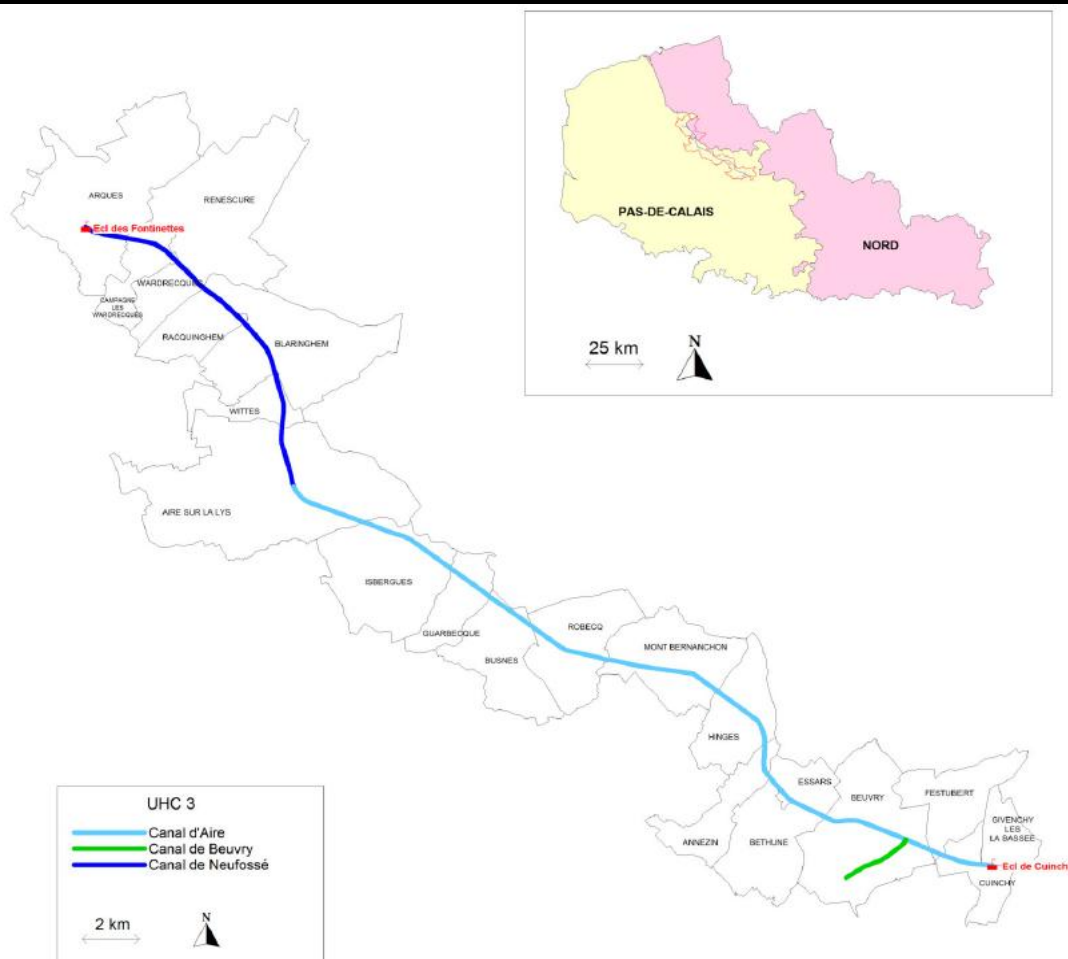 PAS-DE-CALAIS
NORD
25 km
N
ARQUES
RENESCURE
Ecl des Fontinettes
WARDRECQUES
CAMPAGNE
LES
WARDRECQUES
RACQUINGHEM
BLARINGHEM
WITTES
AIRE SUR LA LYS
ISBERGUES
GUARBECQUE
BUSNES
ROBECQ
MONT BERNANCHON
HINGES
ESSARS
BEUVRY
FESTUBERT
GIVENCHY
LES
LA BASSEE
ANNEZIN
BETHUNE
Ecl de Cuinch
CUINCHY
UHC 3
Canal d'Aire
Canal de Beuvry
Canal de Neufossé
2 km
N